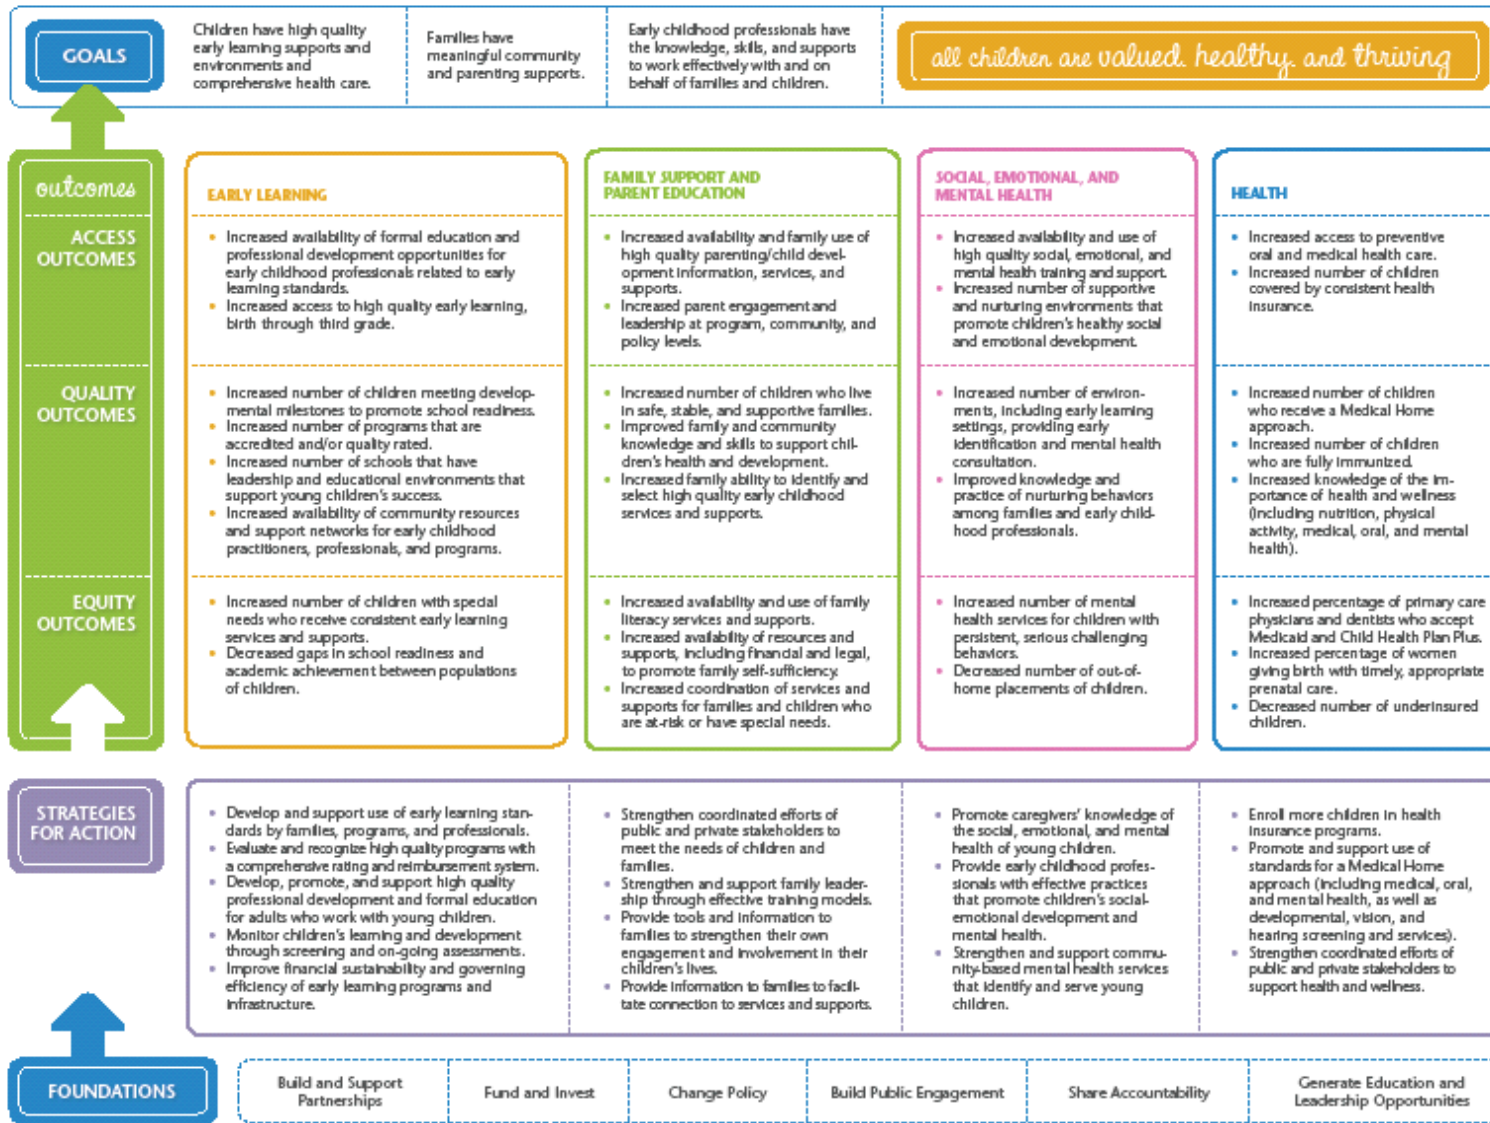 GOALS
Children have high quality
early learning supports and
environments and
comprehensive health care.
Families have
meaningful community
and parenting supports.
Early childhood professionals have
the knowledge, skills, and supports
to work effectively with and on
behalf of families and children.
all children are valued. healthy. and thriving
outcomes
ACCESS
OUTCOMES
QUALITY
OUTCOMES
EQUITY
OUTCOMES
EARLY LEARNING
• Increased availability of formal education and
professional development opportunities for
early childhood professionals related to early
learning standards.
• Increased access to high quality early learning,
birth through third grade.
• Increased number of children meeting develop-
mental milestones to promote school readiness.
• Increased number of programs that are
accredited and/or quality rated.
• Increased number of schools that have
leadership and educational environments that
support young children's success.
• Increased availability of community resources
and support networks for early childhood
practitioners, professionals, and programs.
• Increased number of children with special
needs who receive consistent early learning
services and supports.
• Decreased gaps in school readiness and
academic achievement between populations
of children.
FAMILY SUPPORT AND
PARENT EDUCATION
• Increased availability and family use of
high quality parenting/child devel-
opment information, services, and
supports.
• Increased parent engagement and
leadership at program, community, and
policy levels.
• Increased number of children who live
in safe, stable, and supportive families.
• Improved family and community
knowledge and skills to support chil-
dren's health and development.
• Increased family ability to identify and
select high quality early childhood
services and supports.
• Increased availability and use of family
literacy services and supports.
• Increased availability of resources and
supports, including financial and legal,
to promote family self-sufficiency.
• Increased coordination of services and
supports for families and children who
are at-risk or have special needs.
SOCIAL, EMOTIONAL, AND
MENTAL HEALTH
• Increased availability and use of
high quality social, emotional, and
mental health training and support.
• Increased number of supportive
and nurturing environments that
promote children's healthy social
and emotional development.
• Increased number of environ-
ments, including early learning
settings, providing early
identification and mental health
consultation.
• Improved knowledge and
practice of nurturing behaviors
among families and early child-
hood professionals.
• Increased number of mental
health services for children with
persistent, serious challenging
behaviors.
• Decreased number of out-of-
home placements of children.
HEALTH
• Increased access to preventive
oral and medical health care.
• Increased number of children
covered by consistent health
insurance.
• Increased number of children
who receive a Medical Home
approach.
• Increased number of children
who are fully immunized.
• Increased knowledge of the im-
portance of health and wellness
(including nutrition, physical
activity, medical, oral, and mental
health).
• Increased percentage of primary care
physicians and dentists who accept
Medicaid and Child Health Plan Plus.
• Increased percentage of women
giving birth with timely, appropriate
prenatal care.
• Decreased number of underinsured
children.
STRATEGIES
FOR ACTION
• Develop and support use of early learning stan-
dards by families, programs, and professionals.
• Evaluate and recognize high quality programs with
a comprehensive rating and reimbursement system.
• Develop, promote, and support high quality
professional development and formal education
for adults who work with young children.
• Monitor children's learning and development
through screening and on-going assessments.
• Improve financial sustainability and governing
efficiency of early learning programs and
infrastructure.
• Strengthen coordinated efforts of
public and private stakeholders to
meet the needs of children and
families.
• Strengthen and support family leader-
ship through effective training models.
• Provide tools and information to
families to strengthen their own
engagement and involvement in their
children's lives.
• Provide information to families to facili-
tate connection to services and supports.
• Promote caregivers' knowledge of
the social, emotional, and mental
health of young children.
• Provide early childhood profes-
sionals with effective practices
that promote children's social-
emotional development and
mental health.
• Strengthen and support commu-
nity-based mental health services
that identify and serve young
children.
• Enroll more children in health
insurance programs.
• Promote and support use of
standards for a Medical Home
approach (including medical, oral,
and mental health, as well as
developmental, vision, and
hearing screening and services).
• Strengthen coordinated efforts of
public and private stakeholders to
support health and wellness.
FOUNDATIONS
Build and Support
Partnerships
Fund and Invest
Change Policy
Build Public Engagement
Share Accountability
Generate Education and
Leadership Opportunities